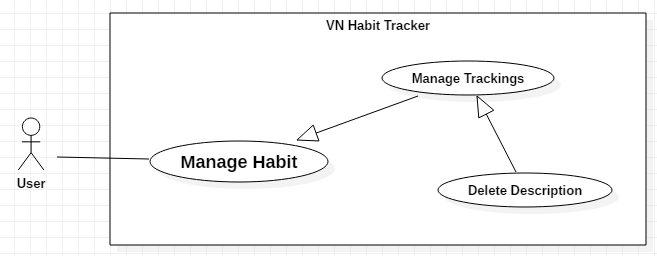 VN Habit Tracker
Manage Trackings
Manage Habit
User
Delete Description